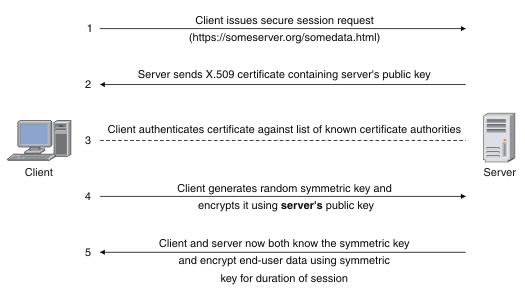 Client issues secure session request
1
(https://someserver.org/somedata.html)
Server sends X.509 certificate containing server's public key
2
Client authenticates certificate against list of known certificate authorities
3
Client
Server
Client generates random symmetric key and
4
encrypts it using server's public key
Client and server now both know the symmetric key
5
and encrypt end-user data using symmetric
key for duration of session